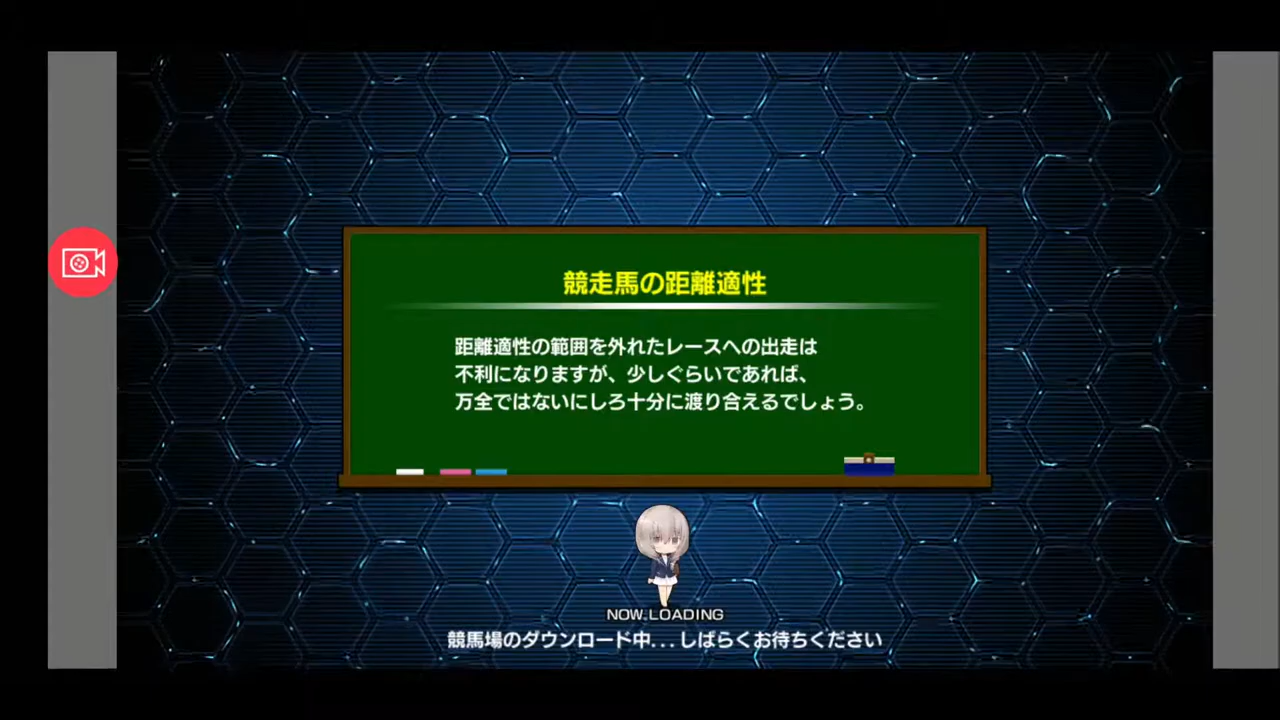 競走馬の距離適性
距離適性の範囲を外れたレースへの出走は
不利になりますが、少しぐらいであれば、
万全ではないにしろ十分に渡り合えるでしょう。
NOW LOADING
競馬場のダウンロード中...しばらくお待ちください